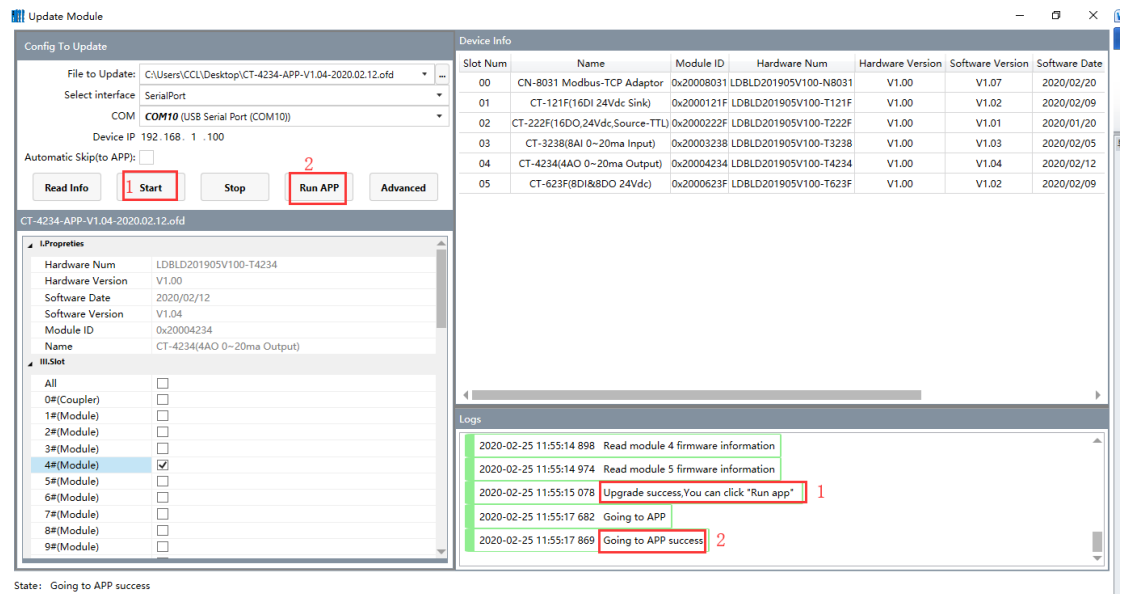 Update Module
Config To Update
File to Update: C:\Users\CCL\Desktop\CT-4234-APP-V1.04-2020.02.12.ofd ...
Select interface SerialPort
COM COM10 (USB Serial Port (COM10))
Device IP 192.168. 1 .100
Automatic Skip(to APP):
2
Read Info 1 Start Stop Run APP Advanced
CT-4234-APP-V1.04-2020.02.12.ofd
I.Propreties
Hardware Num LDBLD201905V100-T4234
Hardware Version V1.00
Software Date 2020/02/12
Software Version V1.04
Module ID 0x20004234
Name CT-4234(4AO 0~20ma Output)
III.Slot
All
0#(Coupler)
1#(Module)
2#(Module)
3#(Module)
4#(Module)
5#(Module)
6#(Module)
7#(Module)
8#(Module)
9#(Module)
Device Info
Slot Num Name Module ID Hardware Num Hardware Version Software Version Software Date
00 CN-8031 Modbus-TCP Adaptor 0x20008031 LDBLD201905V100-N8031 V1.00 V1.07 2020/02/20
01 CT-121F(16DI 24Vdc Sink) 0x2000121F LDBLD201905V100-T121F V1.00 V1.02 2020/02/09
02 CT-222F(16DO,24Vdc,Source-TTL) 0x2000222F LDBLD201905V100-T222F V1.00 V1.01 2020/01/20
03 CT-3238(8AI 0~20ma Input) 0x20003238 LDBLD201905V100-T3238 V1.00 V1.03 2020/02/05
04 CT-4234(4AO 0~20ma Output) 0x20004234 LDBLD201905V100-T4234 V1.00 V1.04 2020/02/12
05 CT-623F(8DI&8DO 24Vdc) 0x2000623F LDBLD201905V100-T623F V1.00 V1.02 2020/02/09
Logs
2020-02-25 11:55:14 898 Read module 4 firmware information
2020-02-25 11:55:14 974 Read module 5 firmware information
2020-02-25 11:55:15 078 Upgrade success,You can click "Run app" 1
2020-02-25 11:55:17 682 Going to APP
2020-02-25 11:55:17 869 Going to APP success 2
State: Going to APP success